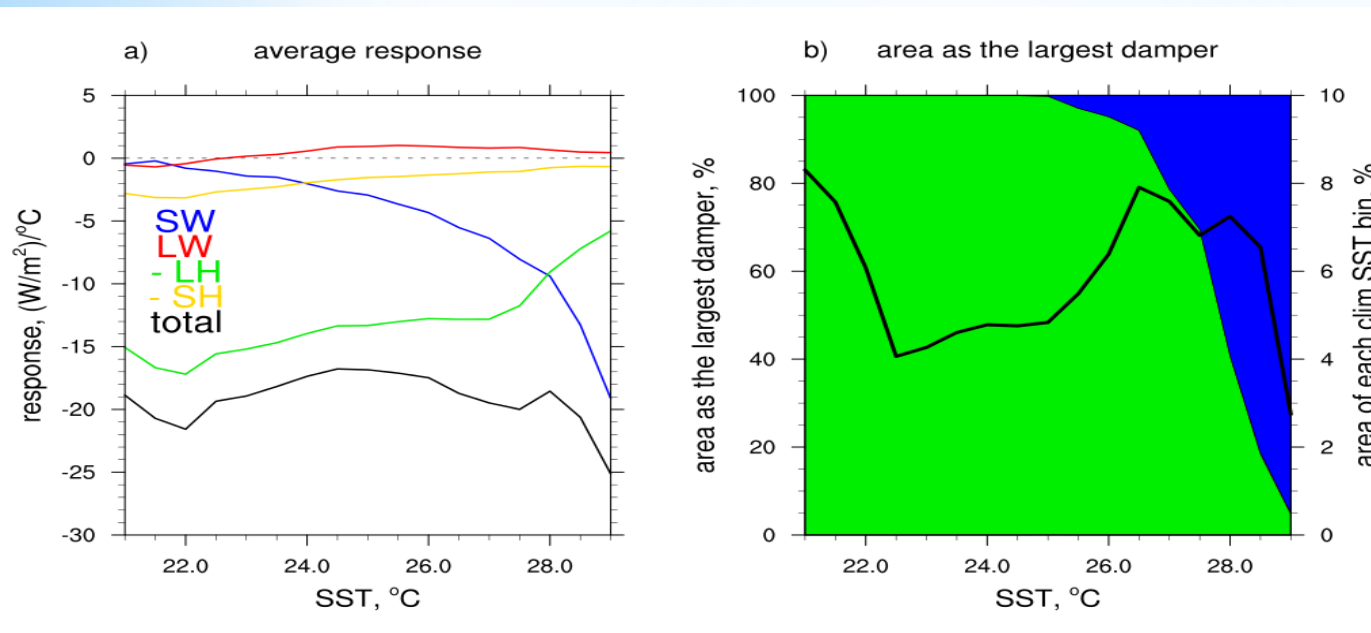 a) average response
5
0
-5
-10
-15
-20
-25
-30
response, (W/m²)/°C
SW
LW
- LH
- SH
total
22.0 24.0 26.0 28.0
SST, °C
b) area as the largest damper
100
80
60
40
20
0
area as the largest damper, %
10
8
6
4
2
0
area of each clim SST bin, %
22.0 24.0 26.0 28.0
SST, °C